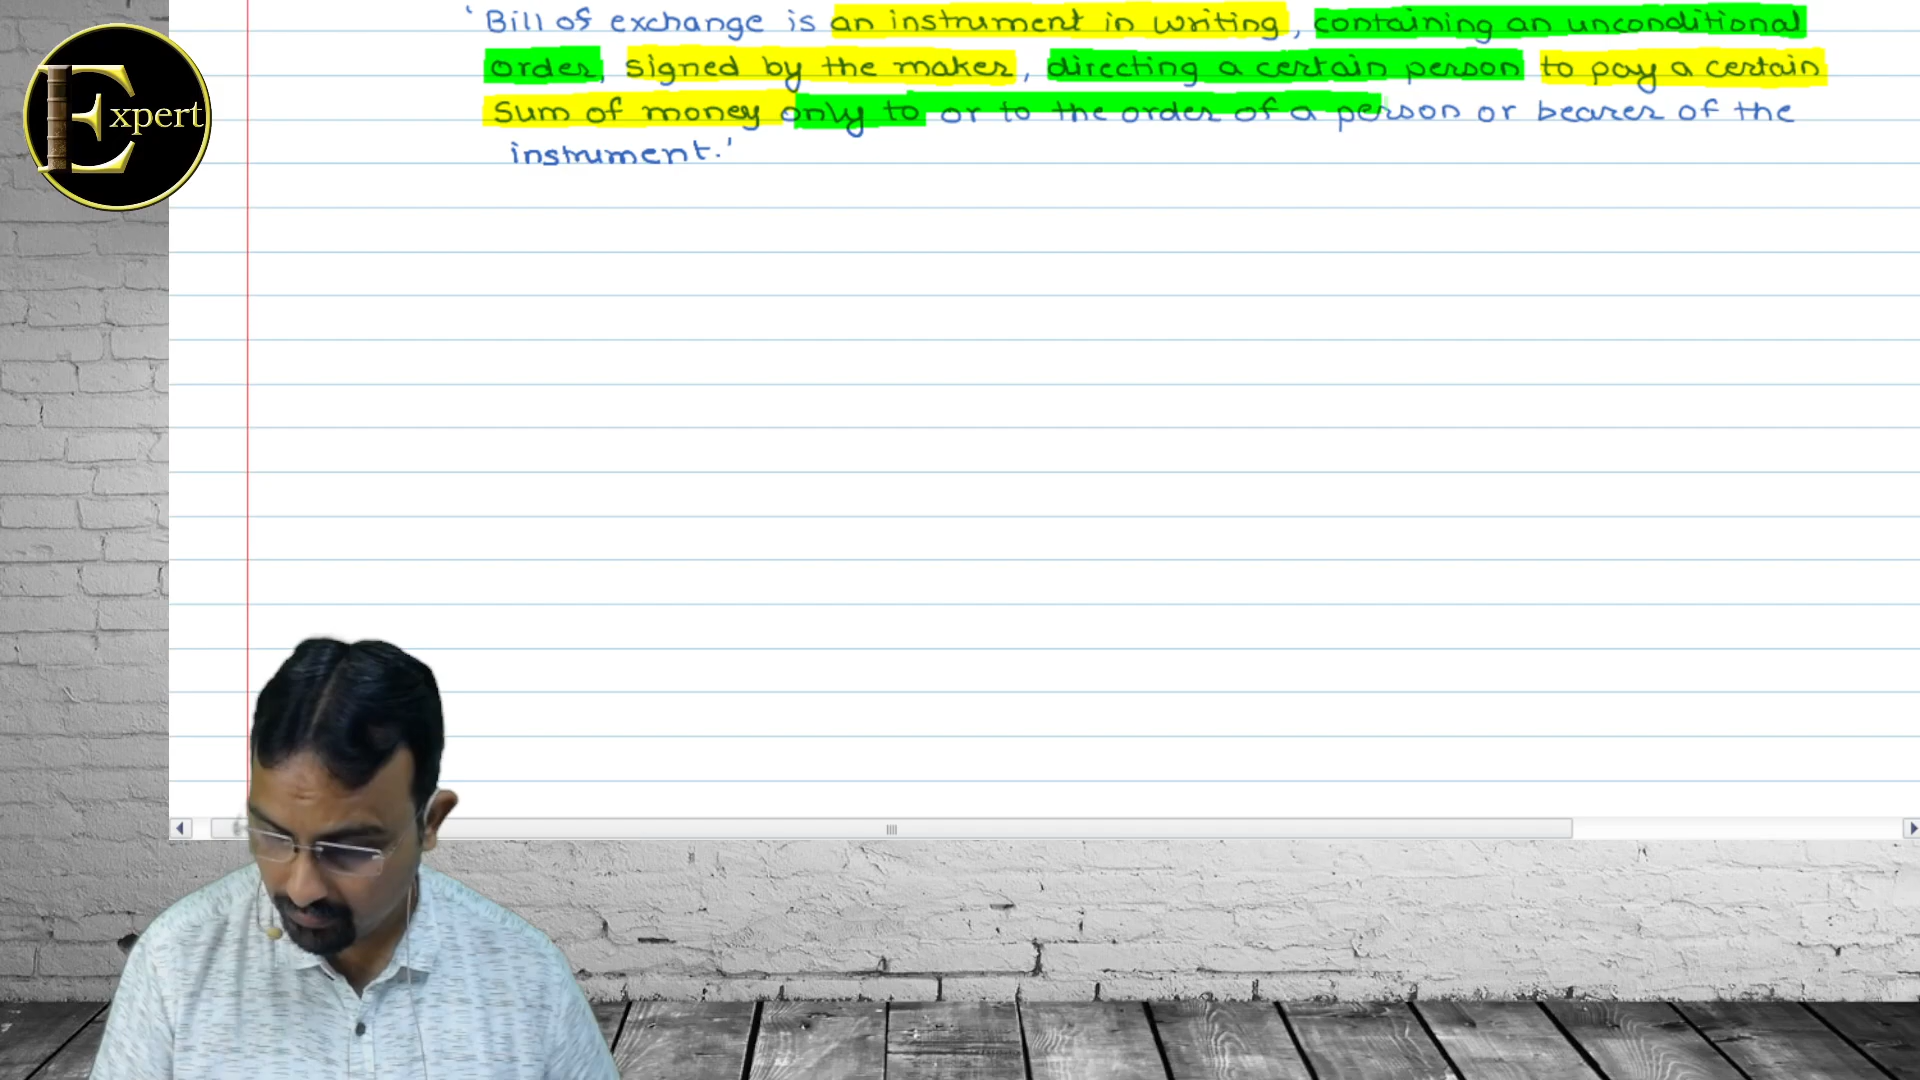 Expert
'Bill of exchange is an instrument in writing, containing an unconditional
order, signed by the maker, directing a certain person to pay a certain
Sum of money only to or to the order of a person or bearer of the
instrument.'